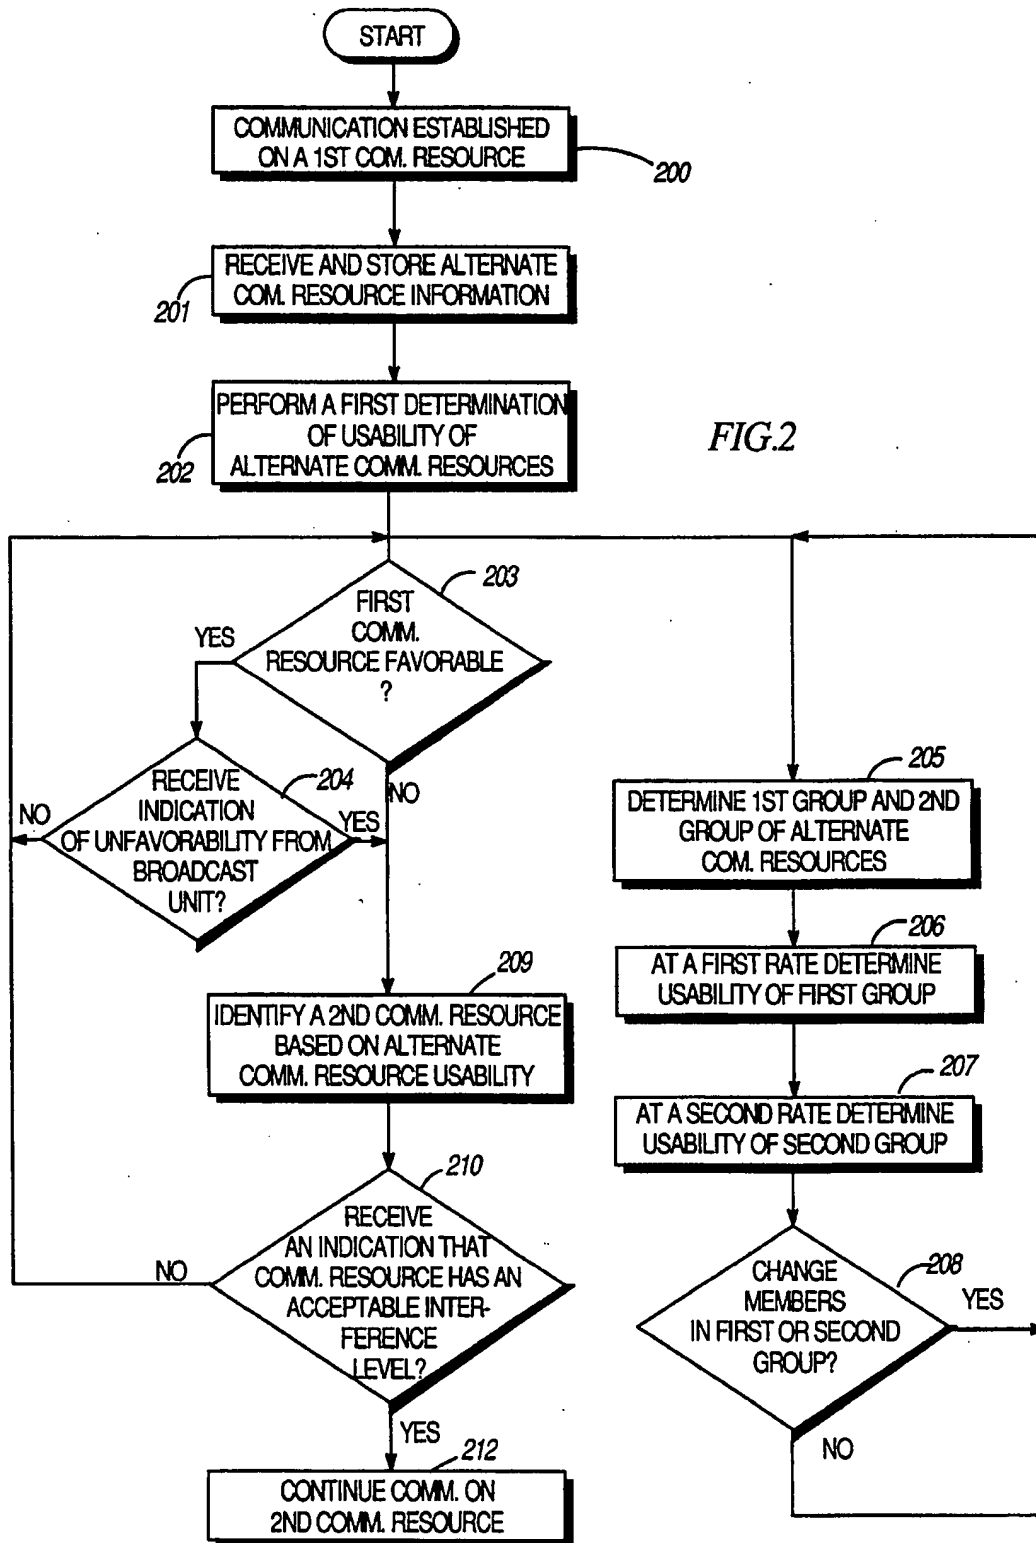 START
COMMUNICATION ESTABLISHED
ON A 1ST COM. RESOURCE
200
RECEIVE AND STORE ALTERNATE
COM. RESOURCE INFORMATION
201
PERFORM A FIRST DETERMINATION
OF USABILITY OF
ALTERNATE COMM. RESOURCES
202
FIG.2
203
FIRST
COMM.
RESOURCE FAVORABLE
?
YES
NO
204
RECEIVE
INDICATION
OF UNFAVORABILITY FROM
BROADCAST
UNIT?
NO
YES
205
DETERMINE 1ST GROUP AND 2ND
GROUP OF ALTERNATE
COM. RESOURCES
206
AT A FIRST RATE DETERMINE
USABILITY OF FIRST GROUP
209
IDENTIFY A 2ND COMM. RESOURCE
BASED ON ALTERNATE
COMM. RESOURCE USABILITY
207
AT A SECOND RATE DETERMINE
USABILITY OF SECOND GROUP
210
RECEIVE
AN INDICATION THAT
COMM. RESOURCE HAS AN
ACCEPTABLE INTER-
FERENCE
LEVEL?
NO
YES
208
CHANGE
MEMBERS
IN FIRST OR SECOND
GROUP?
YES
NO
212
CONTINUE COMM. ON
2ND COMM. RESOURCE